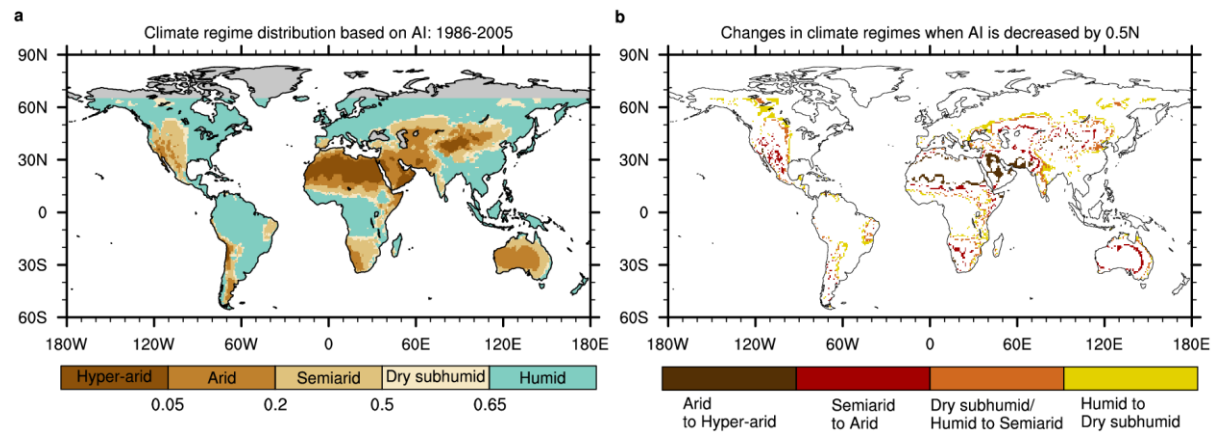 a
Climate regime distribution based on AI: 1986-2005
90N
60N
30N
0
30S
60S
180W 120W 60W 0 60E 120E 180E
Hyper-arid Arid Semiarid Dry subhumid Humid
0.05 0.2 0.5 0.65
b
Changes in climate regimes when AI is decreased by 0.5N
90N
60N
30N
0
30S
60S
180W 120W 60W 0 60E 120E 180E
Arid
to Hyper-arid
Semiarid
to Arid
Dry subhumid/
Humid to Semiarid
Humid to
Dry subhumid